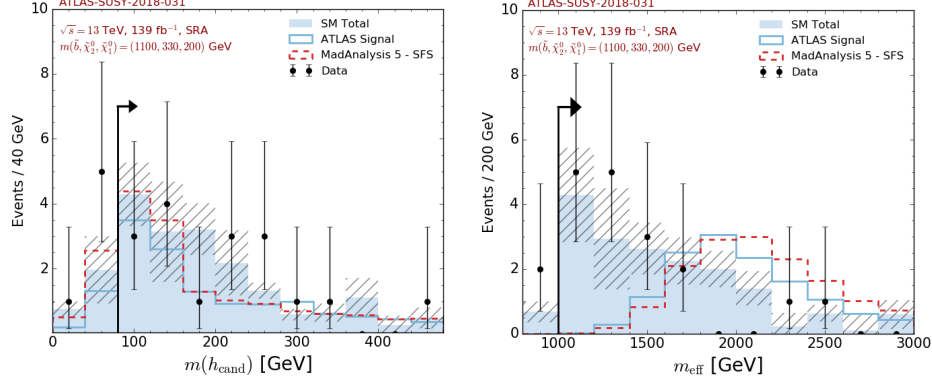 ATLAS-SUSY-2018-031
√s = 13 TeV, 139 fb⁻¹, SRA
m(b̃, χ̃⁰₂, χ̃⁰₁) = (1100, 330, 200) GeV
SM Total
ATLAS Signal
MadAnalysis 5 - SFS
Data
Events / 40 GeV
10
8
6
4
2
0
0
100
200
300
400
m(h_cand) [GeV]
ATLAS-SUSY-2018-031
√s = 13 TeV, 139 fb⁻¹, SRA
m(b̃, χ̃⁰₂, χ̃⁰₁) = (1100, 330, 200) GeV
SM Total
ATLAS Signal
MadAnalysis 5 - SFS
Data
Events / 200 GeV
10
8
6
4
2
0
1000
1500
2000
2500
3000
m_eff [GeV]